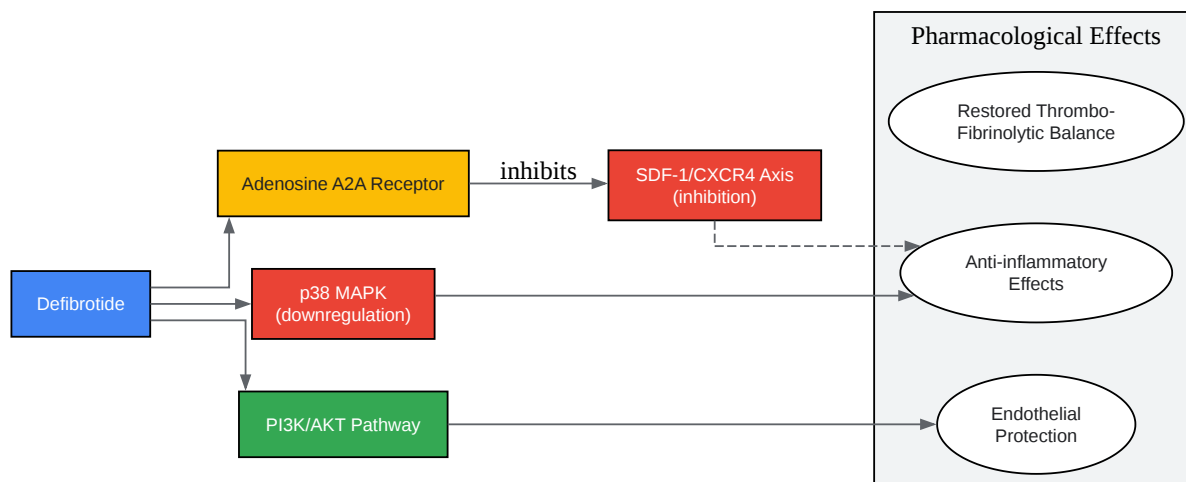 Pharmacological Effects
Restored Thrombo-
Fibrinolytic Balance
Adenosine A2A Receptor
inhibits
SDF-1/CXCR4 Axis
(inhibition)
Anti-inflammatory
Effects
Defibrotide
p38 MAPK
(downregulation)
PI3K/AKT Pathway
Endothelial
Protection